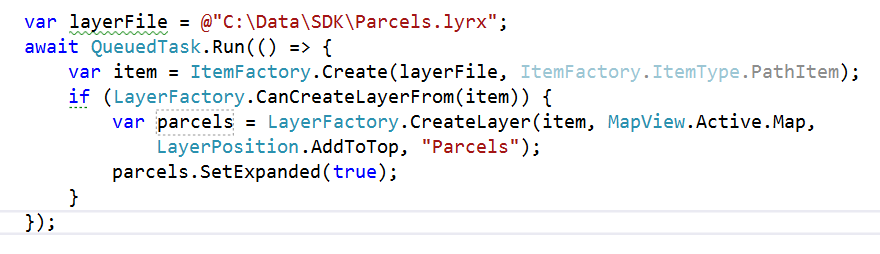 var layerFile = @"C:\Data\SDK\Parcels.lyrx";
await QueuedTask.Run(() => {
    var item = ItemFactory.Create(layerFile, ItemFactory.ItemType.PathItem);
    if (LayerFactory.CanCreateLayerFrom(item)) {
        var parcels = LayerFactory.CreateLayer(item, MapView.Active.Map,
            LayerPosition.AddToTop, "Parcels");
        parcels.SetExpanded(true);
    }
});